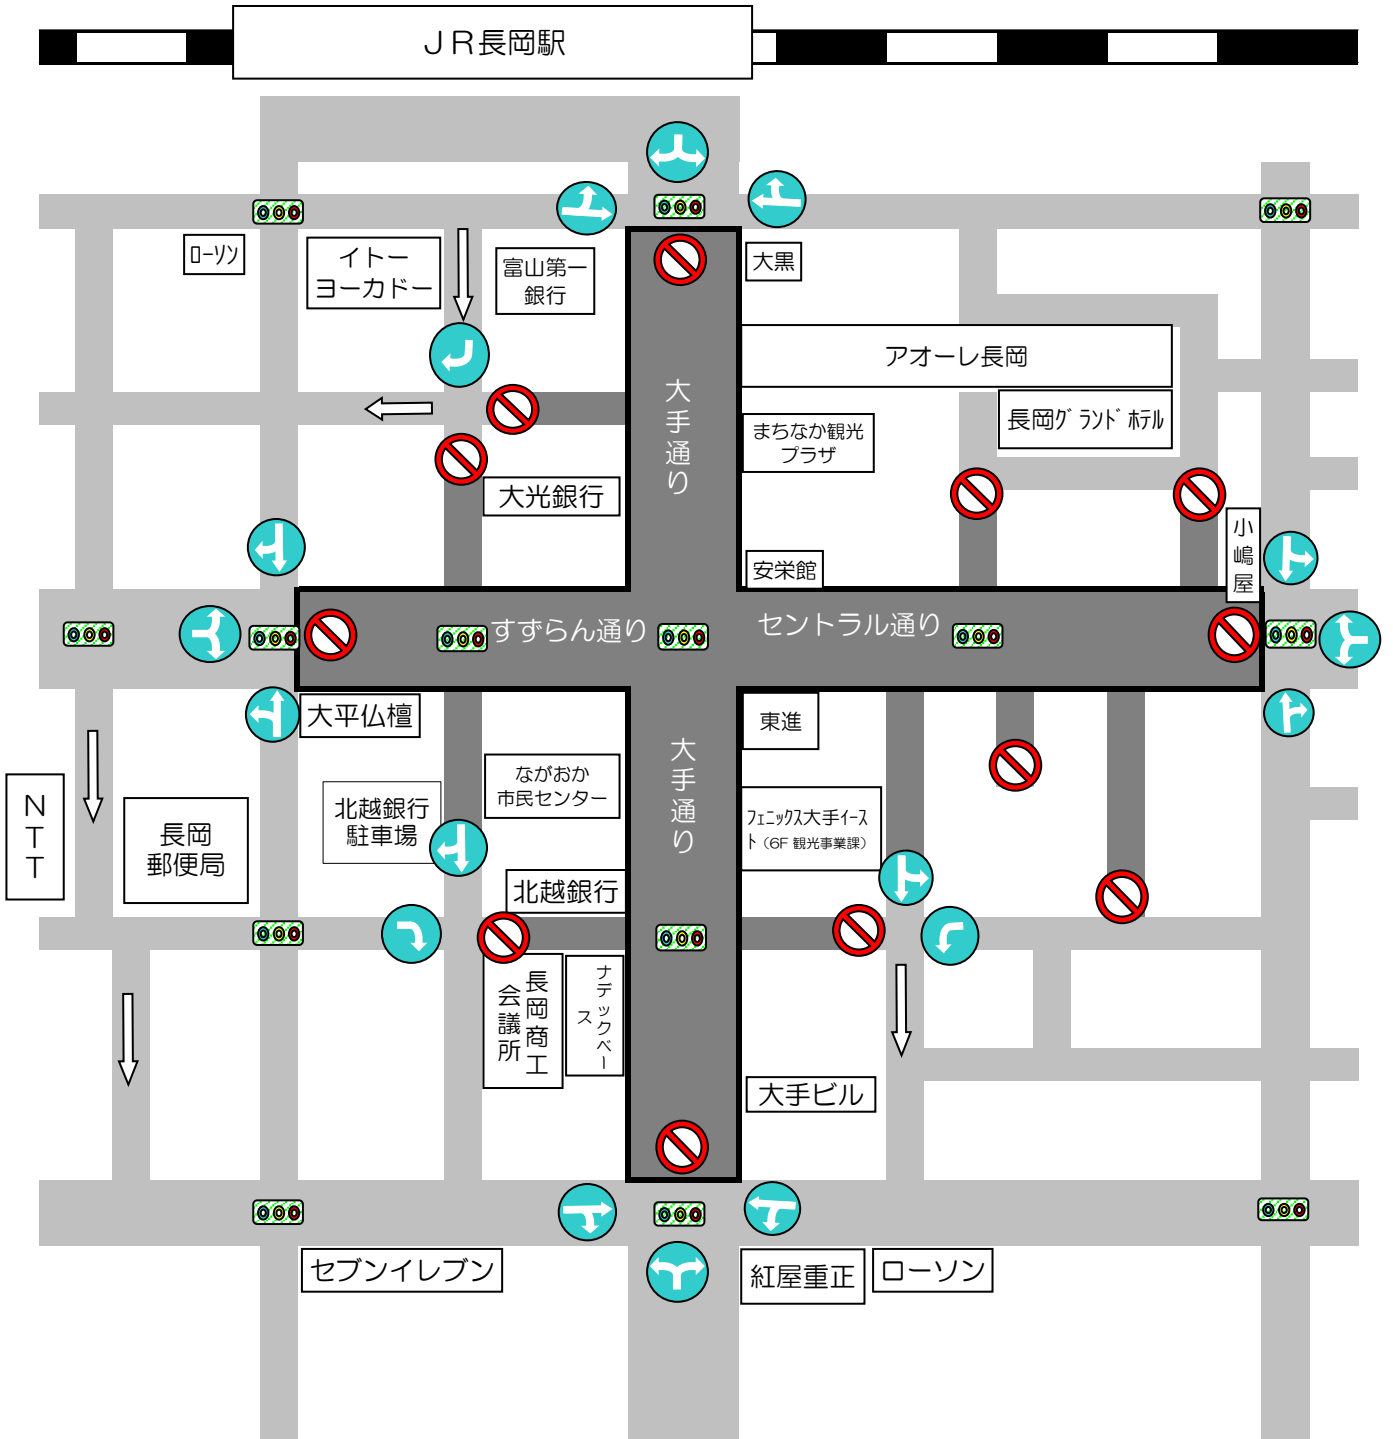 ＪＲ長岡駅
ﾛｰｿﾝ
イトー
ヨーカドー
富山第一
銀行
大黒
アオーレ長岡
大手通り
まちなか観光
プラザ
長岡ｸﾞﾗﾝﾄﾞﾎﾃﾙ
大光銀行
小嶋屋
安栄館
すずらん通り
セントラル通り
大平仏檀
東進
大手通り
ながおか
市民センター
ＮＴＴ
長岡
郵便局
北越銀行
駐車場
ﾌｪﾆｯｸｽ大手ｲｰｽ
ﾄ（6F 観光事業課）
北越銀行
長岡商工
会議所
ナデックベー
ス
大手ビル
セブンイレブン
紅屋重正
ローソン